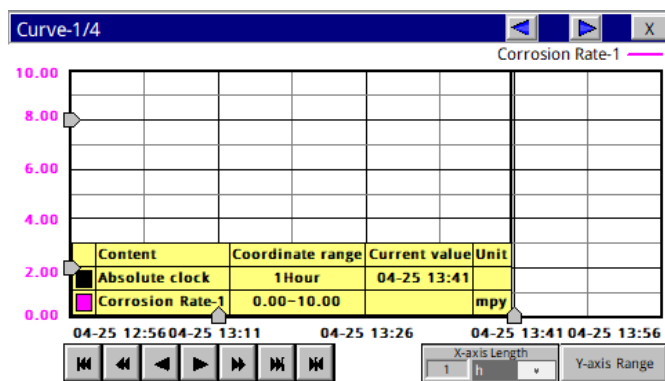 Curve-1/4 X
Corrosion Rate-1
10.00
8.00
6.00
4.00
2.00
0.00
Content Coordinate range Current value Unit
Absolute clock 1Hour 04-25 13:41
Corrosion Rate-1 0.00~10.00 mpy
04-25 12:56 04-25 13:11 04-25 13:26 04-25 13:41 04-25 13:56
X-axis Length
1 h v Y-axis Range